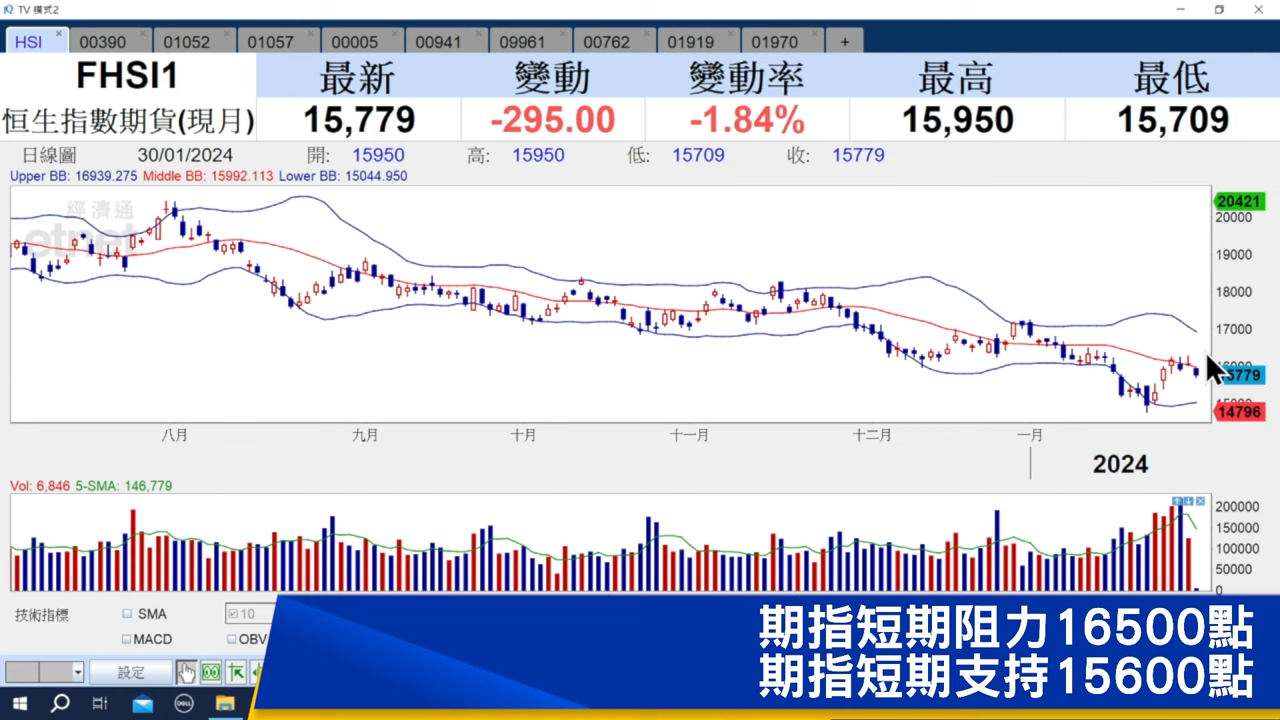 TV 模式2
HSI 00390 01052 01057 00005 00941 09961 00762 01919 01970 +
FHSI1 最新 變動 變動率 最高 最低
恒生指數期貨(現月) 15,779 -295.00 -1.84% 15,950 15,709
日線圖 30/01/2024 開: 15950 高: 15950 低: 15709 收: 15779
Upper BB: 16939.275 Middle BB: 15992.113 Lower BB: 15044.950
經濟通
etnet
20421
20000
19000
18000
17000
15779
14796
八月 九月 十月 十一月 十二月 一月
2024
Vol: 6,846 5-SMA: 146,779
200000
150000
100000
50000
0
技術指標 SMA 10
MACD OBV
設定
DELL
期指短期阻力16500點
期指短期支持15600點